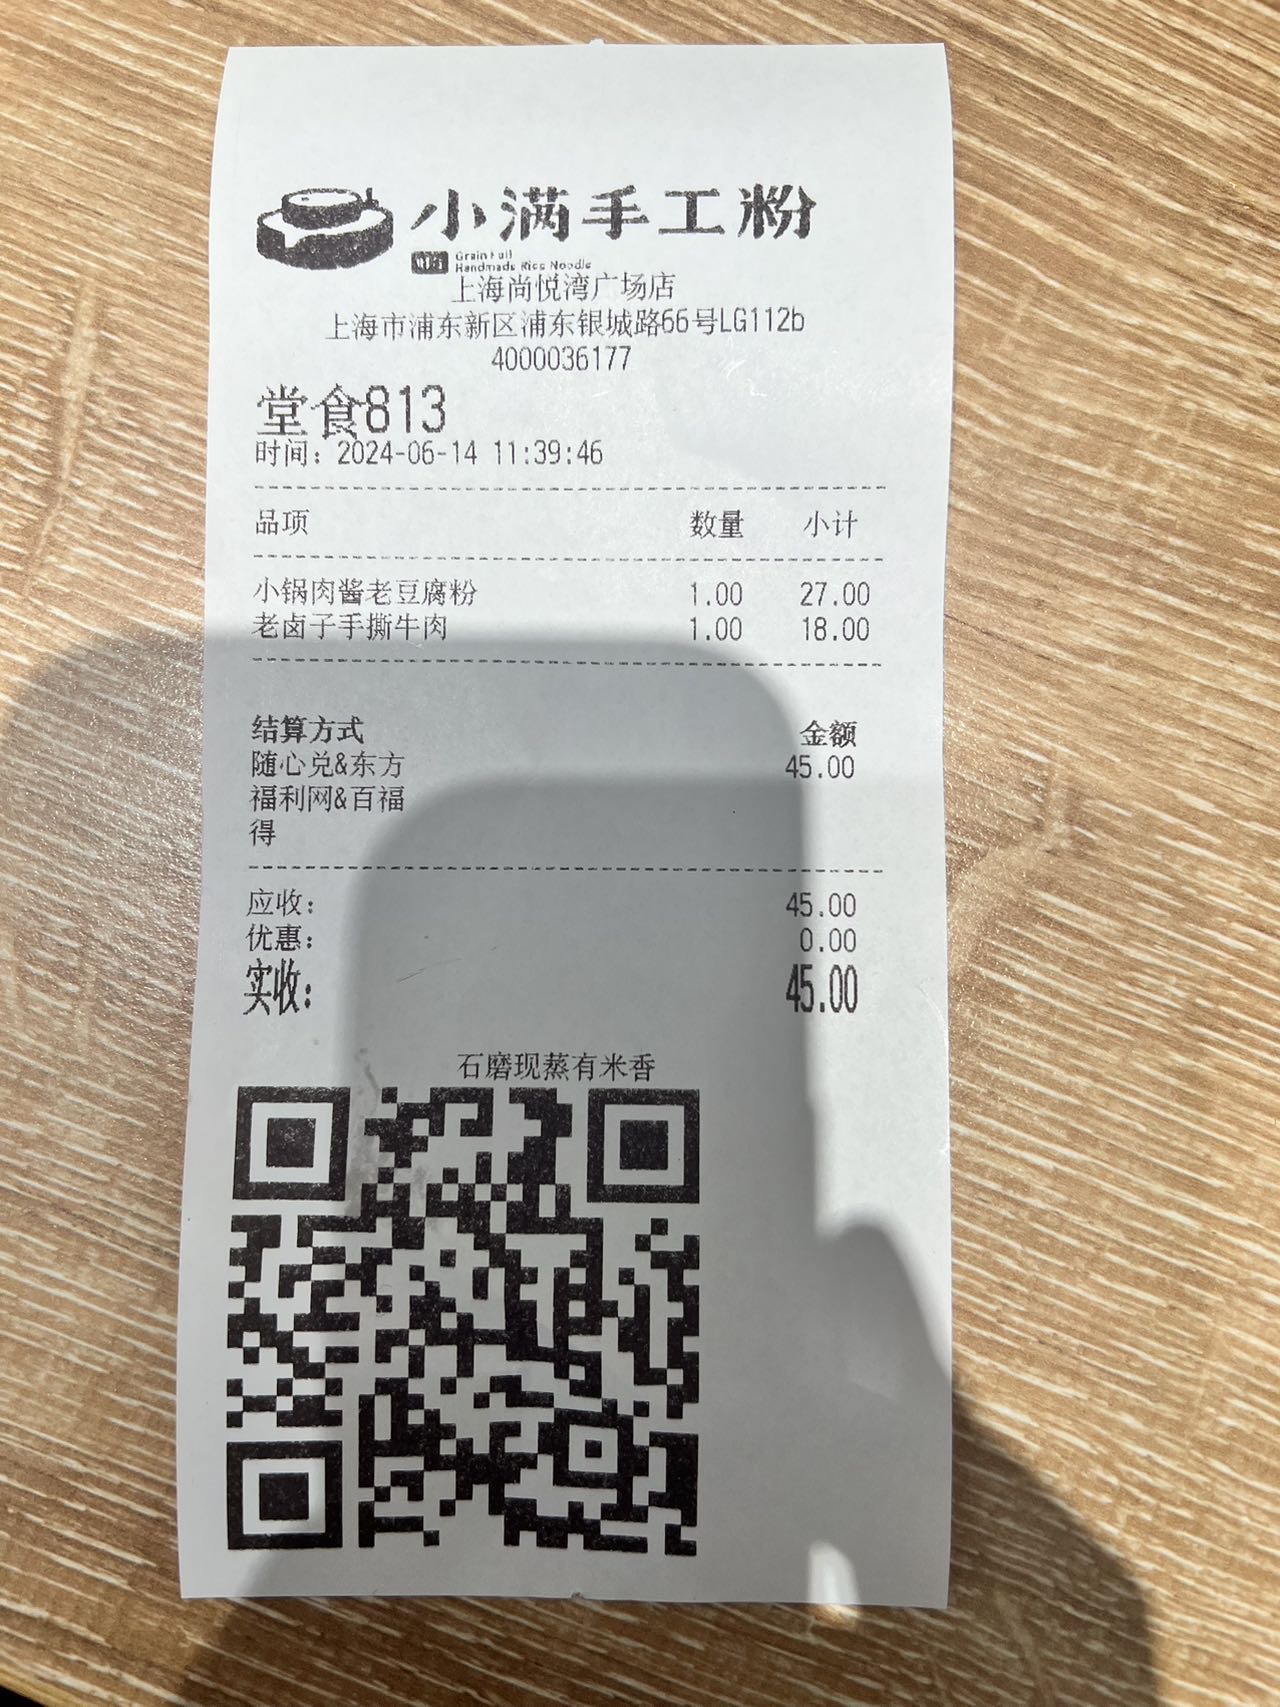 小满手工粉
Grain Full
Handmade Rice Noodle
上海尚悦湾广场店
上海市浦东新区浦东银城路66号LG112b
4000036177
堂食813
时间：2024-06-14 11:39:46
品项 数量 小计
小锅肉酱老豆腐粉 1.00 27.00
老卤子手撕牛肉 1.00 18.00
结算方式 金额
随心兑&东方 45.00
福利网&百福
得
应收： 45.00
优惠： 0.00
实收： 45.00
石磨现蒸有米香